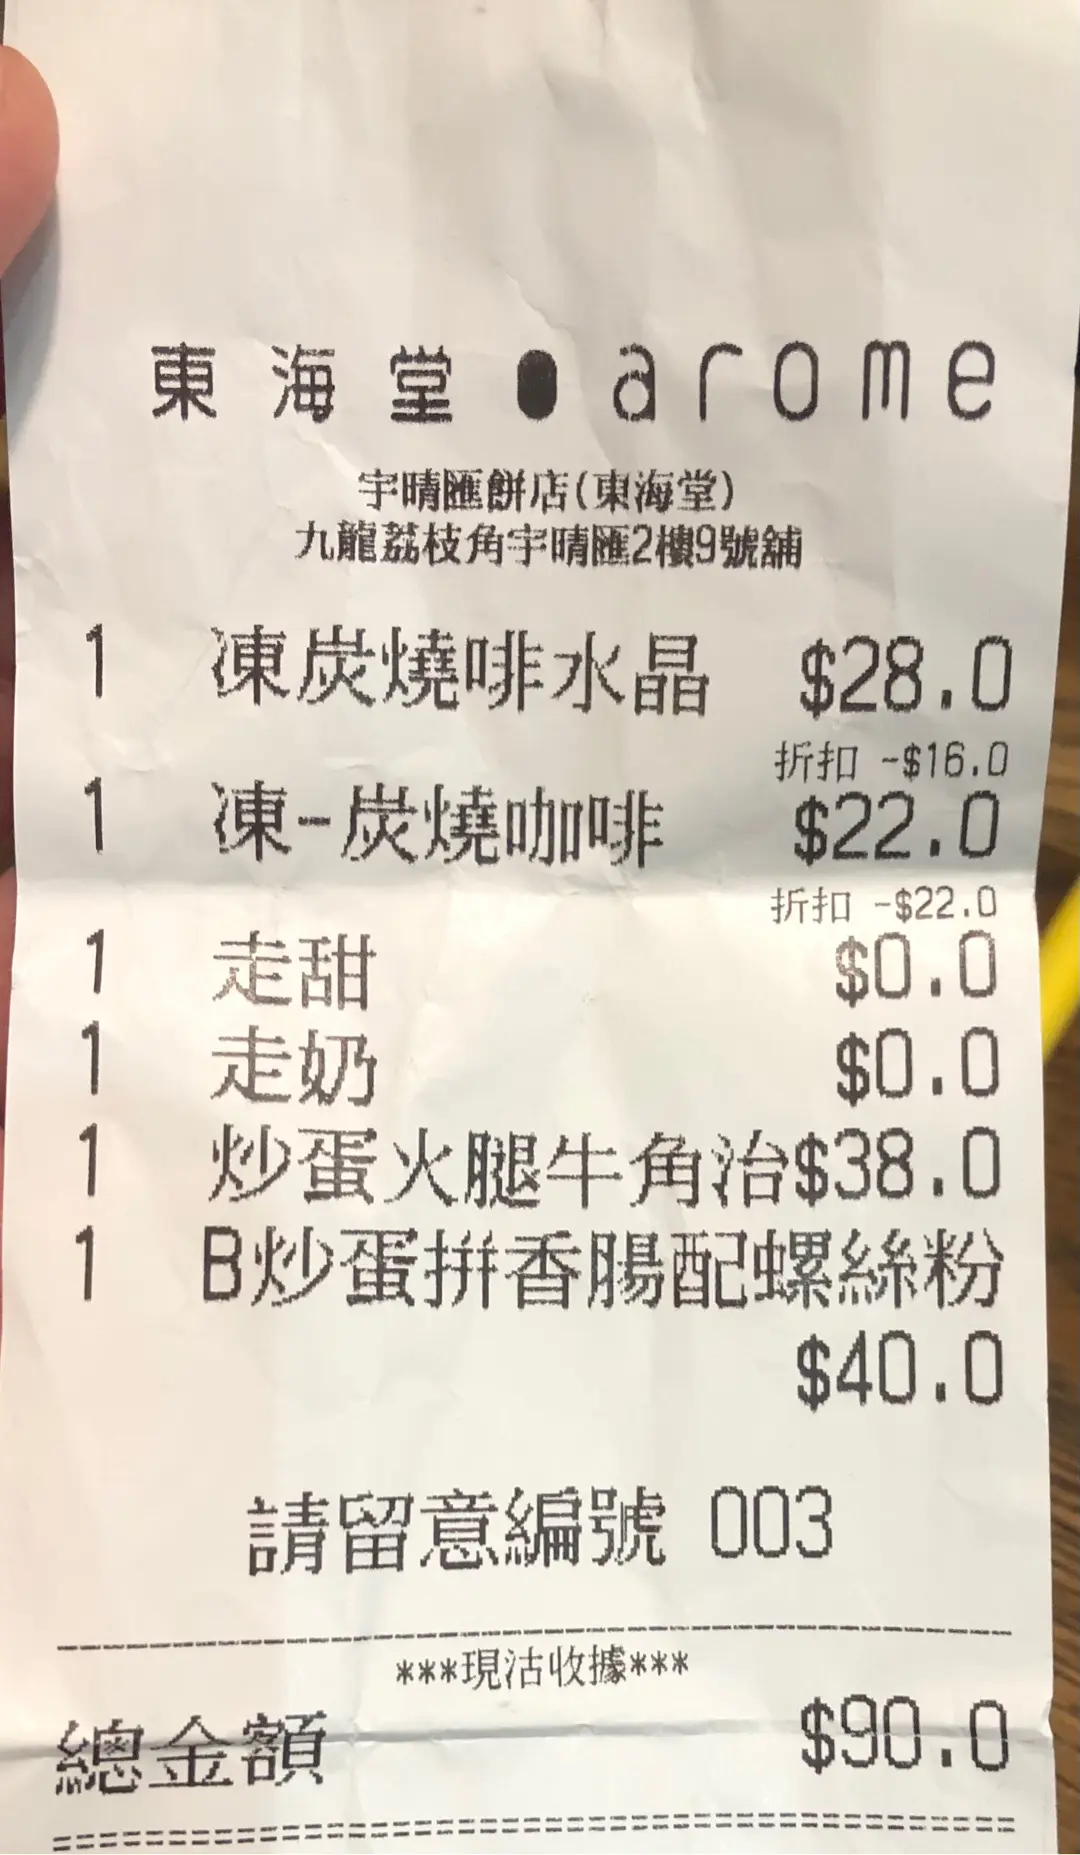 東海堂●arome
宇晴匯餅店(東海堂)
九龍荔枝角宇晴匯2樓9號舖
1 凍炭燒啡水晶 $28.0
折扣 -$16.0
1 凍-炭燒咖啡 $22.0
折扣 -$22.0
1 走甜 $0.0
1 走奶 $0.0
1 炒蛋火腿牛角治$38.0
1 B炒蛋拼香腸配螺絲粉
$40.0
請留意編號 003
***現沽收據***
總金額 $90.0